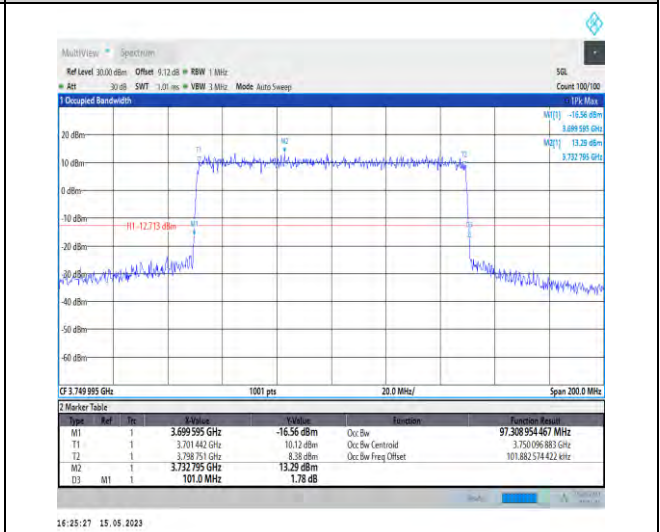 MultiView Spectrum
Ref Level 30.00 dBm Offset 9.12 dB RBW 1 MHz SGL
Att 30 dB SWT 1.01 ms VBW 3 MHz Mode Auto Sweep Count 100/100
1 Occupied Bandwidth 1Pk Max
M1[1] -16.56 dBm
3.699 595 GHz
M2[1] 13.29 dBm
3.732 795 GHz
20 dBm
T1 M2 T2
10 dBm
0 dBm
-10 dBm
H1 -12.713 dBm M1
-20 dBm
-30 dBm
-40 dBm
-50 dBm
-60 dBm
CF 3.749 995 GHz 1001 pts 20.0 MHz/ Span 200.0 MHz
2 Marker Table
Type Ref Trc X-Value Y-Value Function Function Result
M1 1 3.699 595 GHz -16.56 dBm Occ Bw 97.308 954 467 MHz
T1 1 3.701 442 GHz 10.12 dBm Occ Bw Centroid 3.750 096 883 GHz
T2 1 3.798 751 GHz 8.38 dBm Occ Bw Freq Offset 101.882 574 422 kHz
M2 1 3.732 795 GHz 13.29 dBm
D3 M1 1 101.0 MHz 1.78 dB
16:25:27 15.05.2023